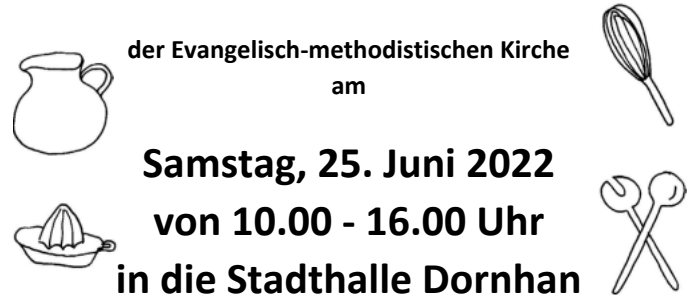 der Evangelisch-methodistischen Kirche
am
Samstag, 25. Juni 2022
von 10.00 - 16.00 Uhr
in die Stadthalle Dornhan